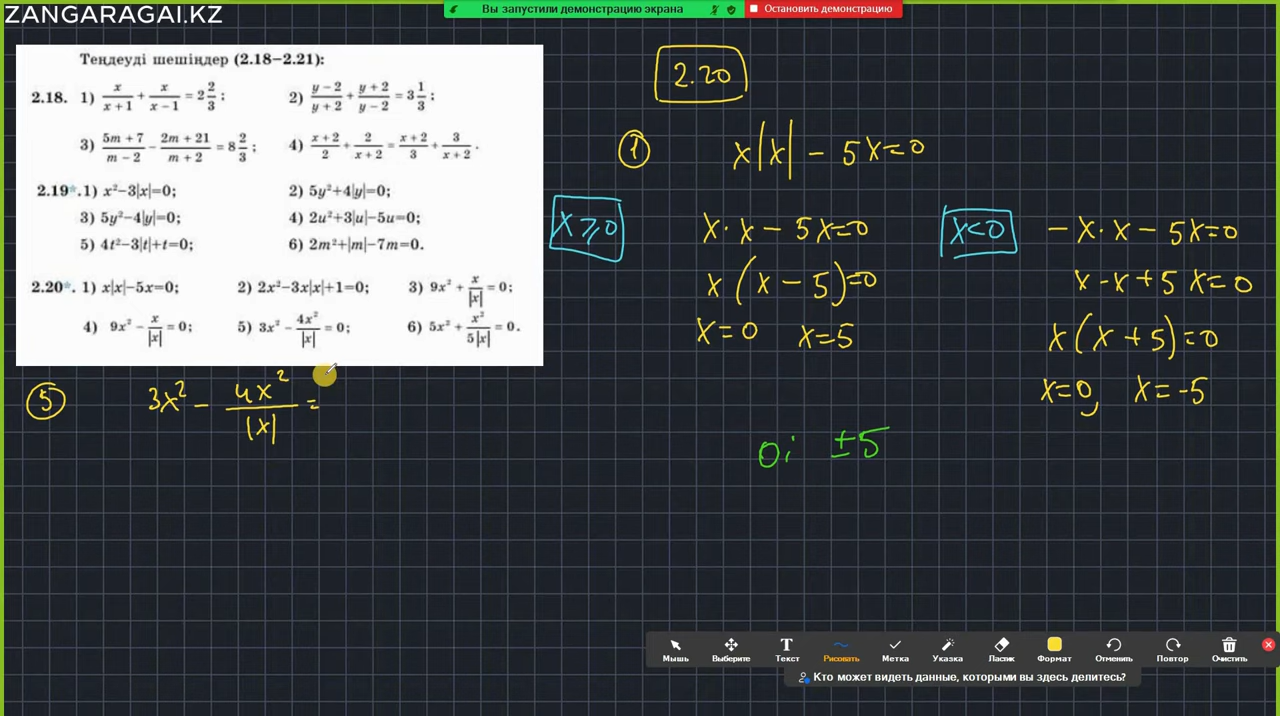 ZANGARAGAI.KZ
Вы запустили демонстрацию экрана
Остановить демонстрацию
Теңдеуді шешіңдер (2.18–2.21):
2.18. 1) x/(x+1) + x/(x−1) = 2 2/3; 2) (y−2)/(y+2) + (y+2)/(y−2) = 3 1/3;
3) (5m+7)/(m−2) − (2m+21)/(m+2) = 8 2/3; 4) (x+2)/2 + 2/(x+2) = (x+2)/3 + 3/(x+2).
2.19*. 1) x²−3|x|=0; 2) 5y²+4|y|=0;
3) 5y²−4|y|=0; 4) 2u²+3|u|−5u=0;
5) 4t²−3|t|+t=0; 6) 2m²+|m|−7m=0.
2.20*. 1) x|x|−5x=0; 2) 2x²−3x|x|+1=0; 3) 9x² + x/|x| = 0;
4) 9x² − x/|x| = 0; 5) 3x² − 4x²/|x| = 0; 6) 5x² + x²/(5|x|) = 0.
2.20
1 x|x| − 5x=0
x ≥ 0 x·x − 5x=0
x(x−5)=0
x=0 x=5
x<0 −x·x − 5x=0
x·x + 5x=0
x(x+5)=0
x=0, x=-5
0; ±5
5 3x² − 4x²/|x| =
Мышь Выберите Текст Рисовать Метка Указка Ластик Формат Отменить Повтор Очистить
Кто может видеть данные, которыми вы здесь делитесь?